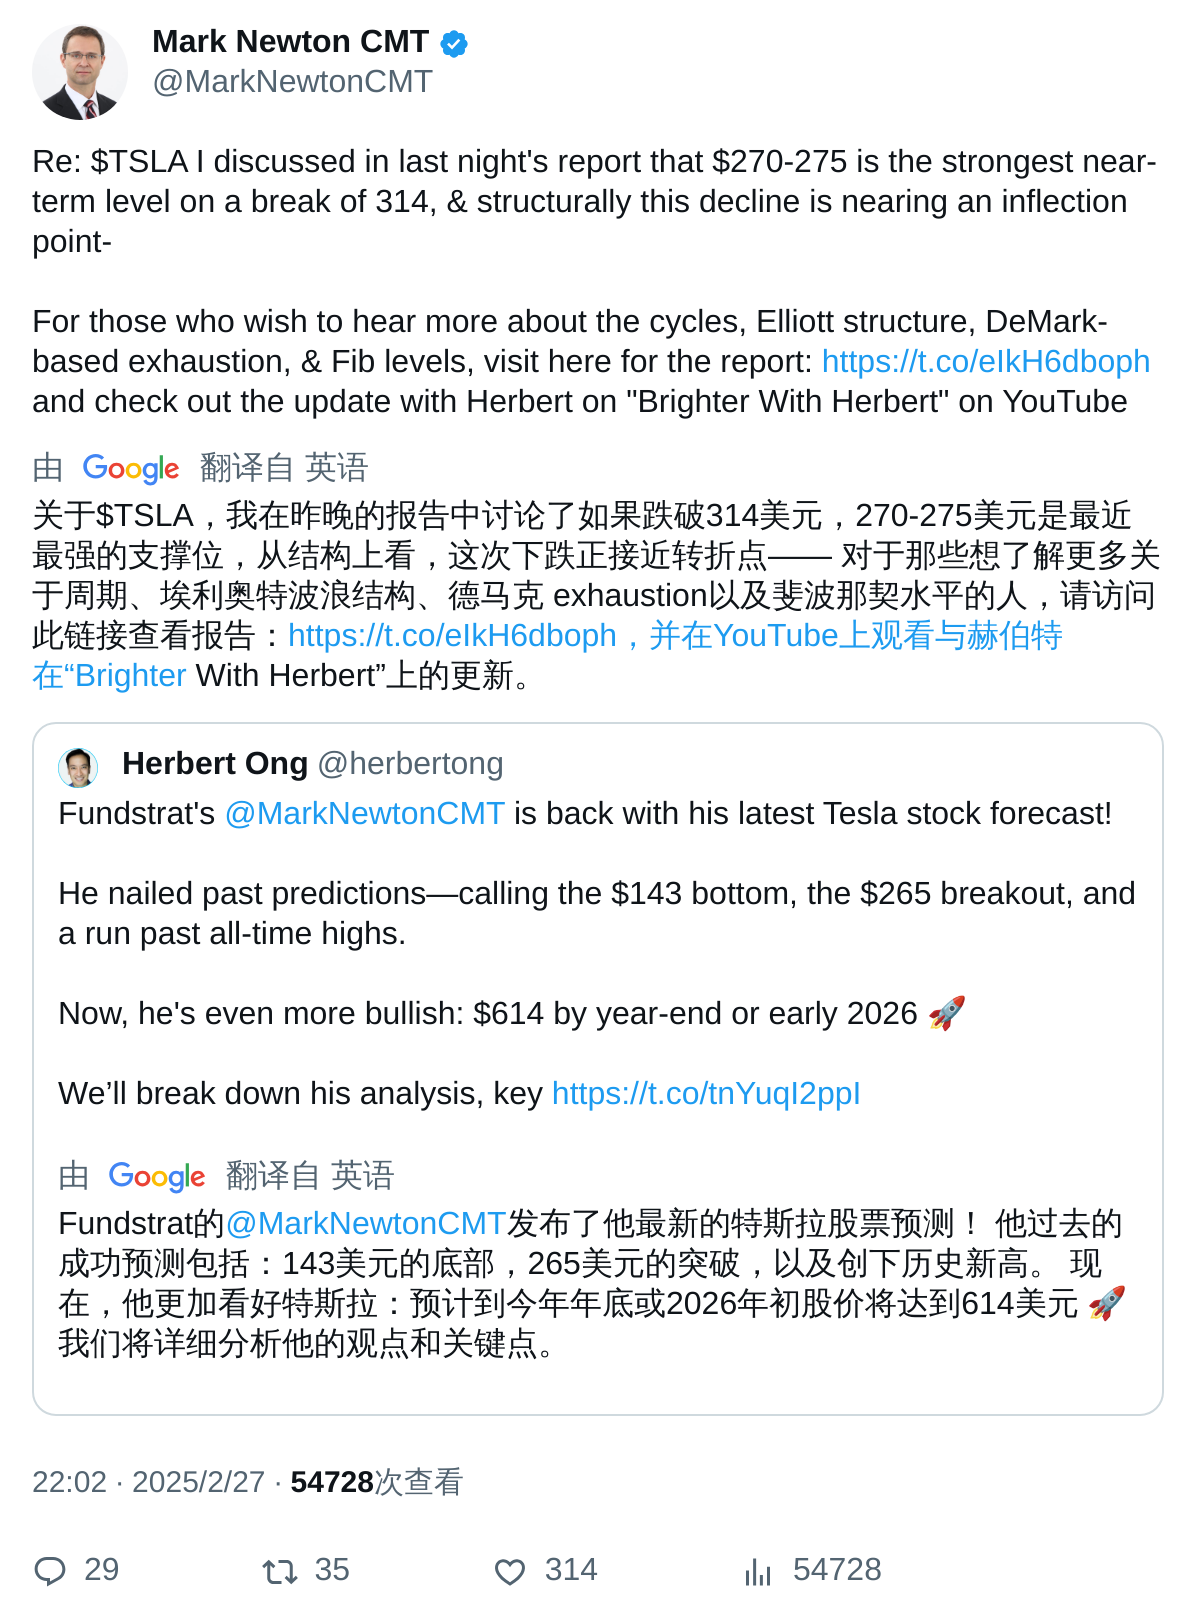 Mark Newton CMT
@MarkNewtonCMT
Re: $TSLA I discussed in last night's report that $270-275 is the strongest near-
term level on a break of 314, & structurally this decline is nearing an inflection
point-
For those who wish to hear more about the cycles, Elliott structure, DeMark-
based exhaustion, & Fib levels, visit here for the report: https://t.co/eIkH6dboph
and check out the update with Herbert on "Brighter With Herbert" on YouTube
由 Google 翻译自 英语
关于$TSLA，我在昨晚的报告中讨论了如果跌破314美元，270-275美元是最近
最强的支撑位，从结构上看，这次下跌正接近转折点—— 对于那些想了解更多关
于周期、埃利奥特波浪结构、德马克 exhaustion以及斐波那契水平的人，请访问
此链接查看报告：https://t.co/eIkH6dboph，并在YouTube上观看与赫伯特
在“Brighter With Herbert”上的更新。
Herbert Ong @herbertong
Fundstrat's @MarkNewtonCMT is back with his latest Tesla stock forecast!
He nailed past predictions—calling the $143 bottom, the $265 breakout, and
a run past all-time highs.
Now, he's even more bullish: $614 by year-end or early 2026 🚀
We’ll break down his analysis, key https://t.co/tnYuqI2ppI
由 Google 翻译自 英语
Fundstrat的@MarkNewtonCMT发布了他最新的特斯拉股票预测！ 他过去的
成功预测包括：143美元的底部，265美元的突破，以及创下历史新高。 现
在，他更加看好特斯拉：预计到今年年底或2026年初股价将达到614美元 🚀
我们将详细分析他的观点和关键点。
22:02 · 2025/2/27 · 54728次查看
29 35 314 54728